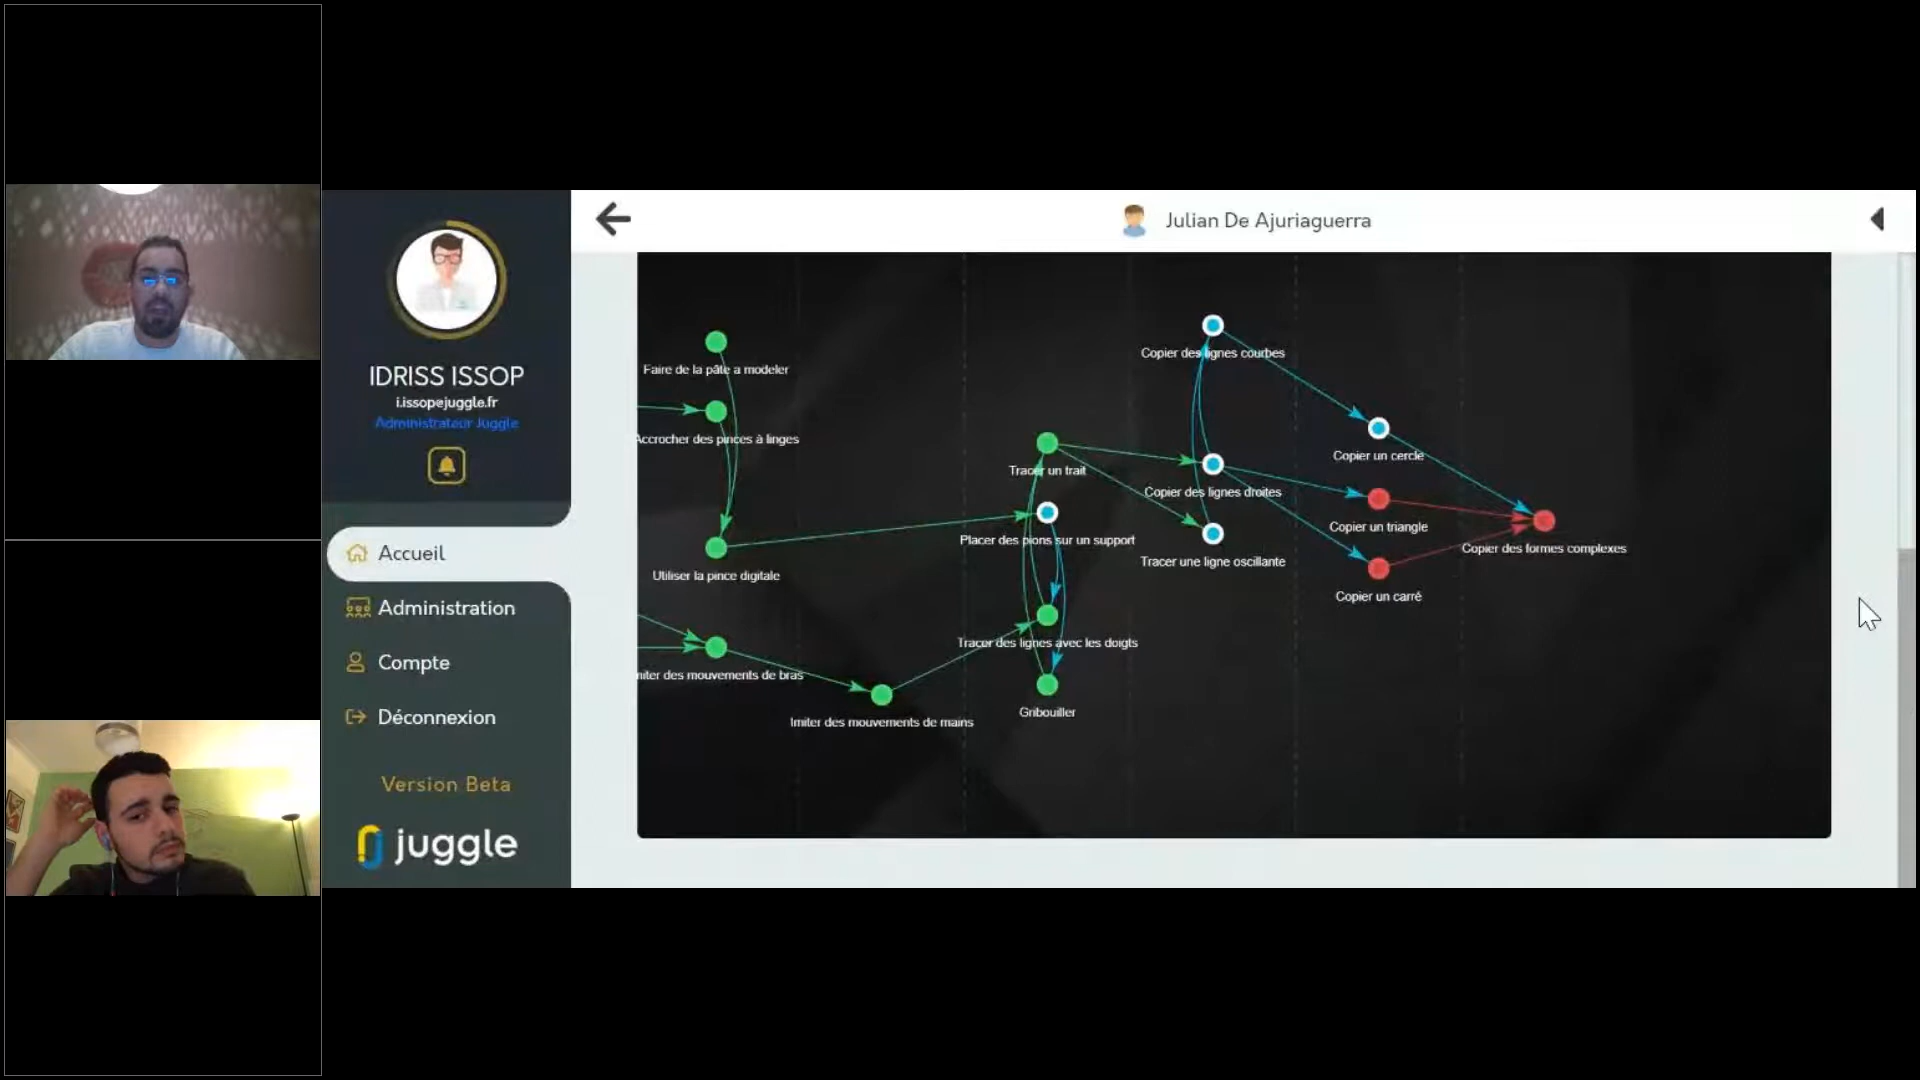 IDRISS ISSOP
i.issop@juggle.fr
Administrateur Juggle
Accueil
Administration
Compte
Déconnexion
Version Beta
juggle
Julian De Ajuriaguerra
Copier des lignes courbes
Faire de la pâte a modeler
Accrocher des pinces à linges
Copier un cercle
Tracer un trait
Copier des lignes droites
Copier un triangle
Placer des pions sur un support
Copier des formes complexes
Tracer une ligne oscillante
Utiliser la pince digitale
Copier un carré
Tracer des lignes avec les doigts
miter des mouvements de bras
Gribouiller
Imiter des mouvements de mains